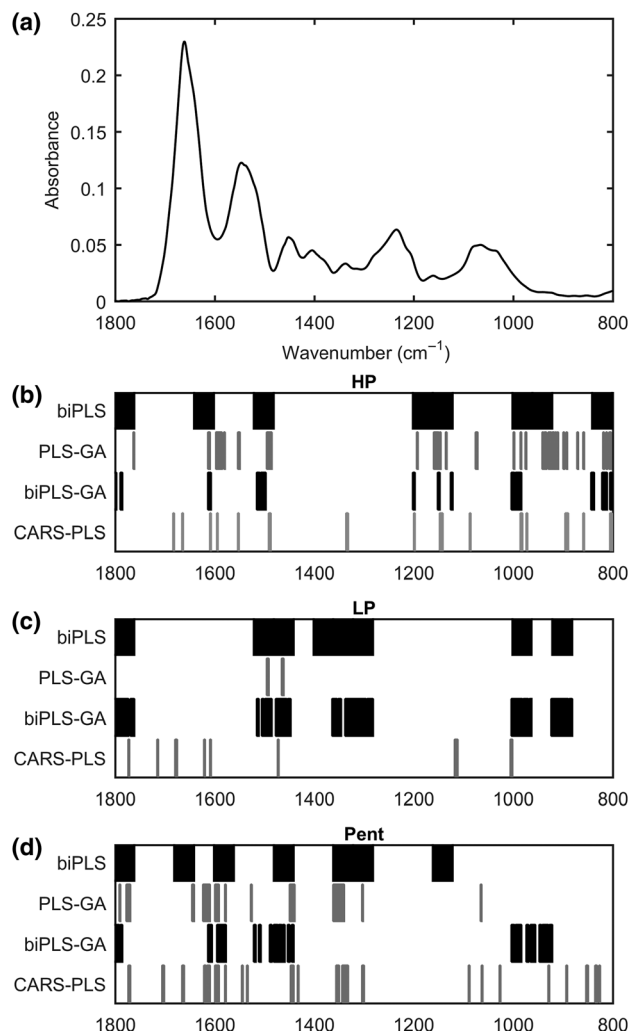 (a)
0.25
0.2
0.15
0.1
0.05
0
Absorbance
1800 1600 1400 1200 1000 800
Wavenumber (cm−1)
(b)
HP
biPLS
PLS-GA
biPLS-GA
CARS-PLS
1800 1600 1400 1200 1000 800
(c)
LP
biPLS
PLS-GA
biPLS-GA
CARS-PLS
1800 1600 1400 1200 1000 800
(d)
Pent
biPLS
PLS-GA
biPLS-GA
CARS-PLS
1800 1600 1400 1200 1000 800